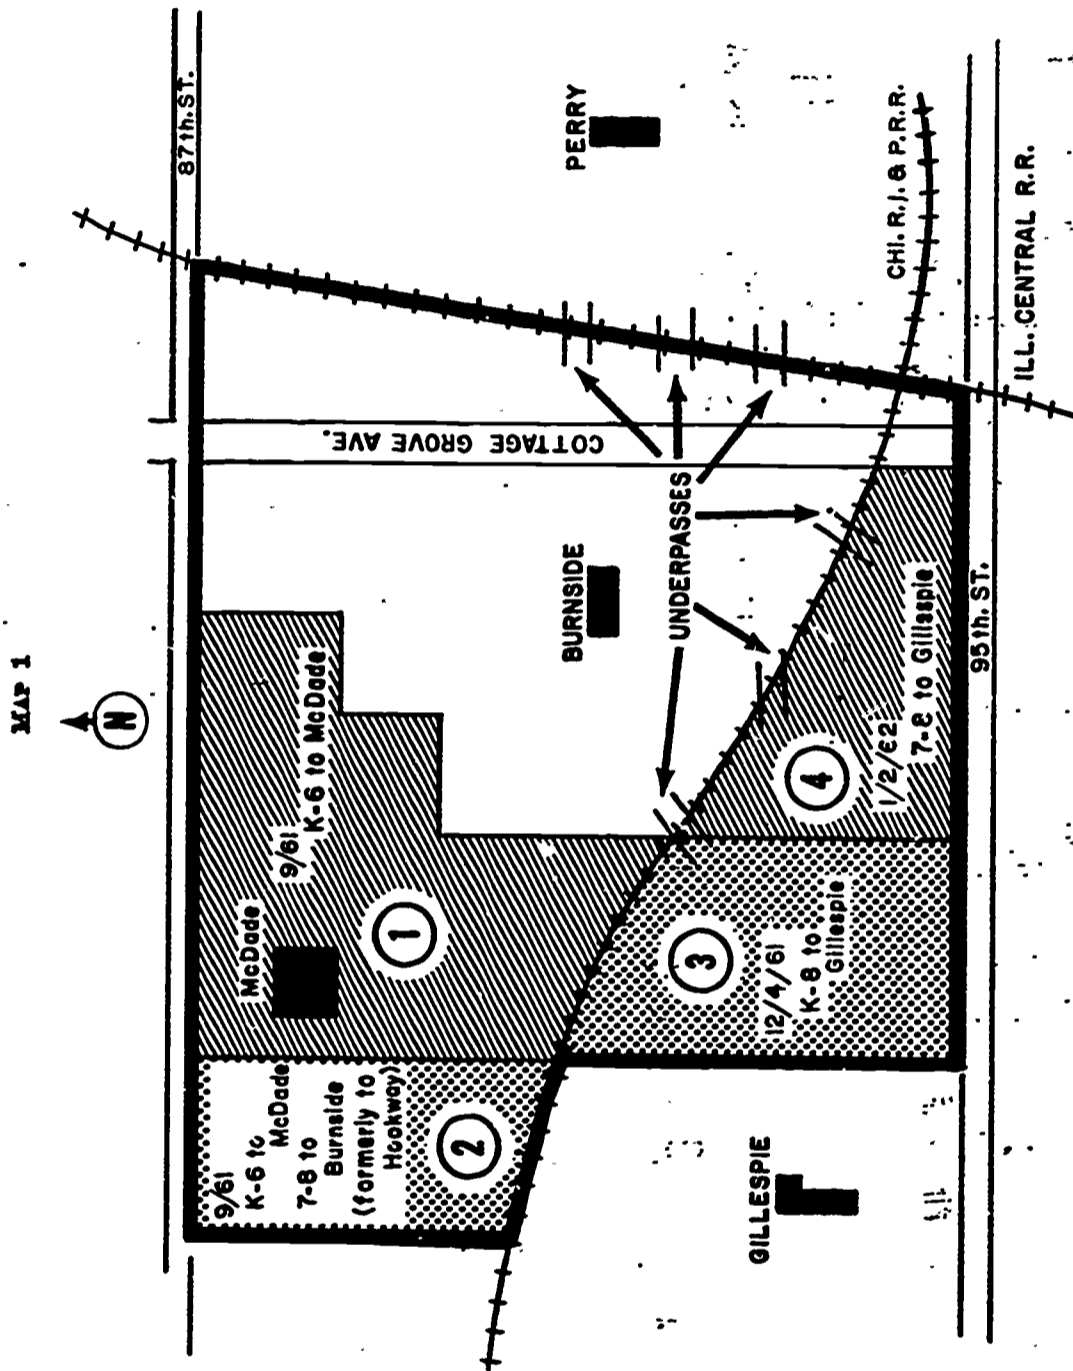 MAP 1
N
87th. ST.
McDade
9/61
K-6 to McDade
1
9/61
K-6 to
McDade
7-8 to
Burnside
(formerly to
Hookway)
2
COTTAGE GROVE AVE.
PERRY
BURNSIDE
UNDERPASSES
3
12/4/61
K-8 to
Gillespie
4
1/2/62
7-8 to Gillespie
GILLESPIE
CHI. R.I. & P.R.R.
95th. ST.
ILL. CENTRAL R.R.